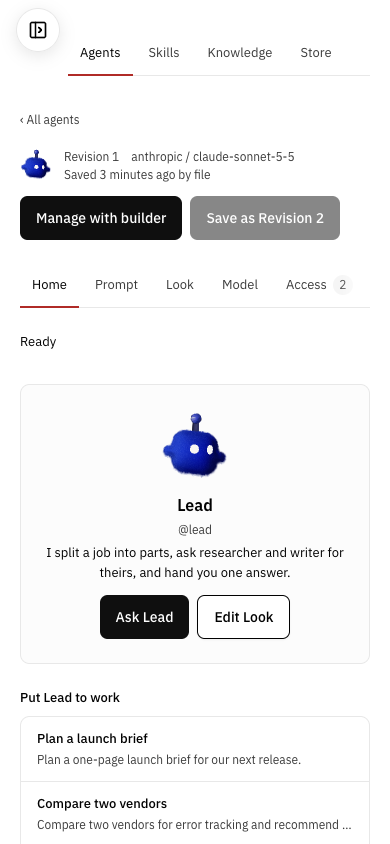 Agents Skills Knowledge Store
‹ All agents
Revision 1 anthropic / claude-sonnet-5-5
Saved 3 minutes ago by file
Manage with builder Save as Revision 2
Home Prompt Look Model Access 2
Ready
Lead
@lead
I split a job into parts, ask researcher and writer for
theirs, and hand you one answer.
Ask Lead Edit Look
Put Lead to work
Plan a launch brief
Plan a one-page launch brief for our next release.
Compare two vendors
Compare two vendors for error tracking and recommend ...